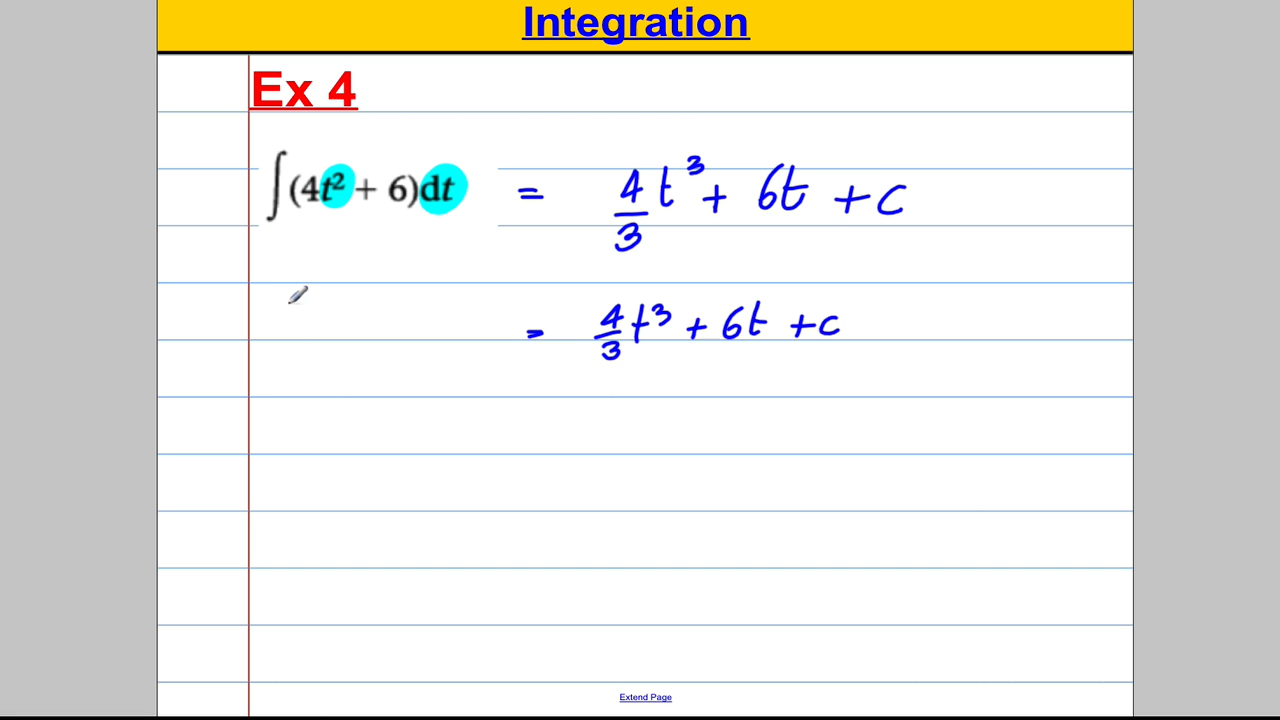 Integration
Ex 4
∫(4t² + 6)dt = 4/3 t³ + 6t + c
= 4/3 t³ + 6t + c
Extend Page